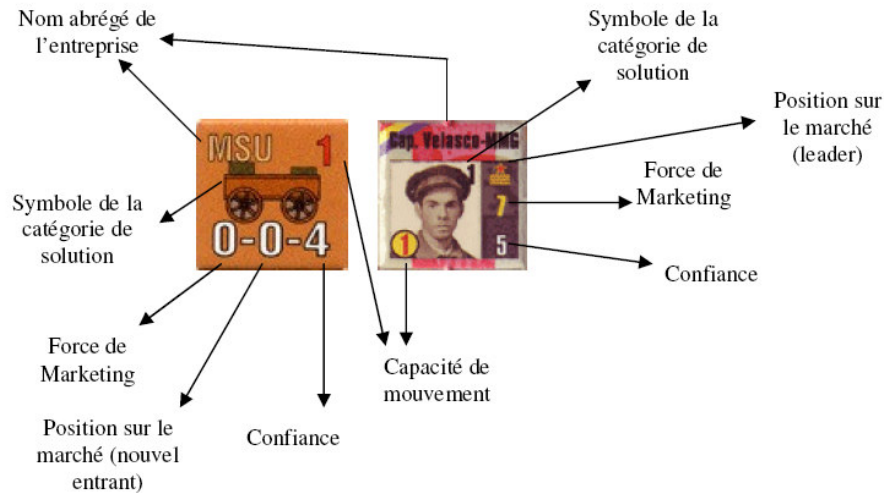 Nom abrégé de
l'entreprise
Symbole de la
catégorie de
solution
Position sur
le marché
(leader)
Cap. Velasco-MMG
MSU 1
1
7
5
1
0-0-4
Force de
Marketing
Symbole de la
catégorie de
solution
Confiance
Force de
Marketing
Capacité de
mouvement
Position sur le
marché (nouvel
entrant)
Confiance